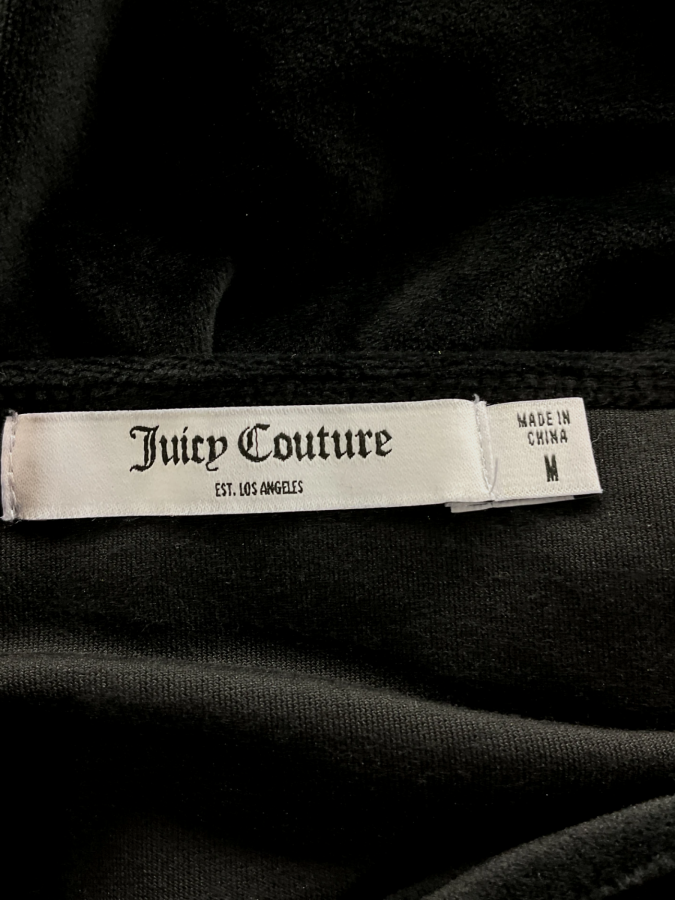 Juicy Couture
EST. LOS ANGELES
MADE IN
CHINA
M